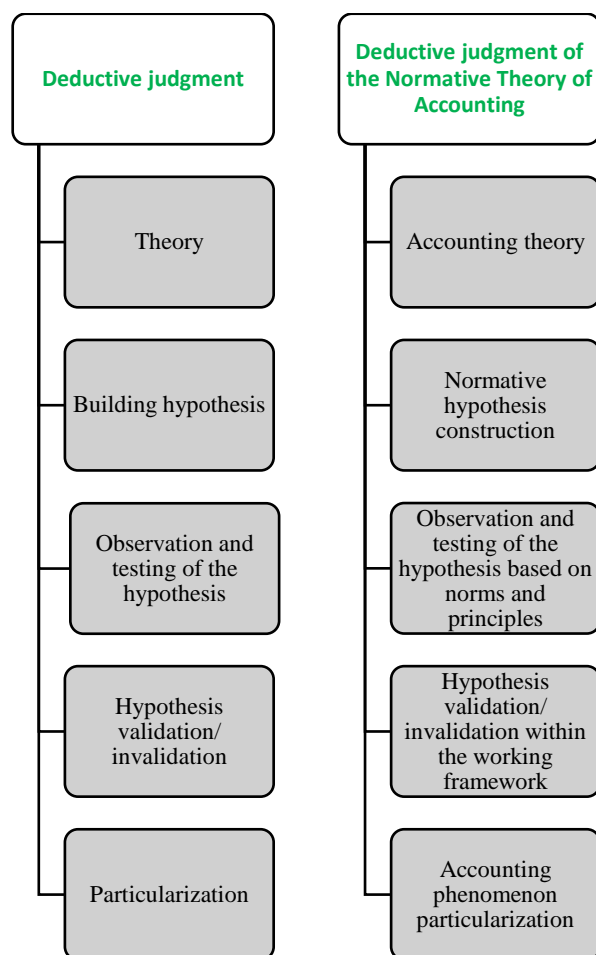 Deductive judgment
Theory
Building hypothesis
Observation and
testing of the
hypothesis
Hypothesis
validation/
invalidation
Particularization
Deductive judgment of
the Normative Theory of
Accounting
Accounting theory
Normative
hypothesis
construction
Observation and
testing of the
hypothesis based on
norms and
principles
Hypothesis
validation/
invalidation within
the working
framework
Accounting
phenomenon
particularization